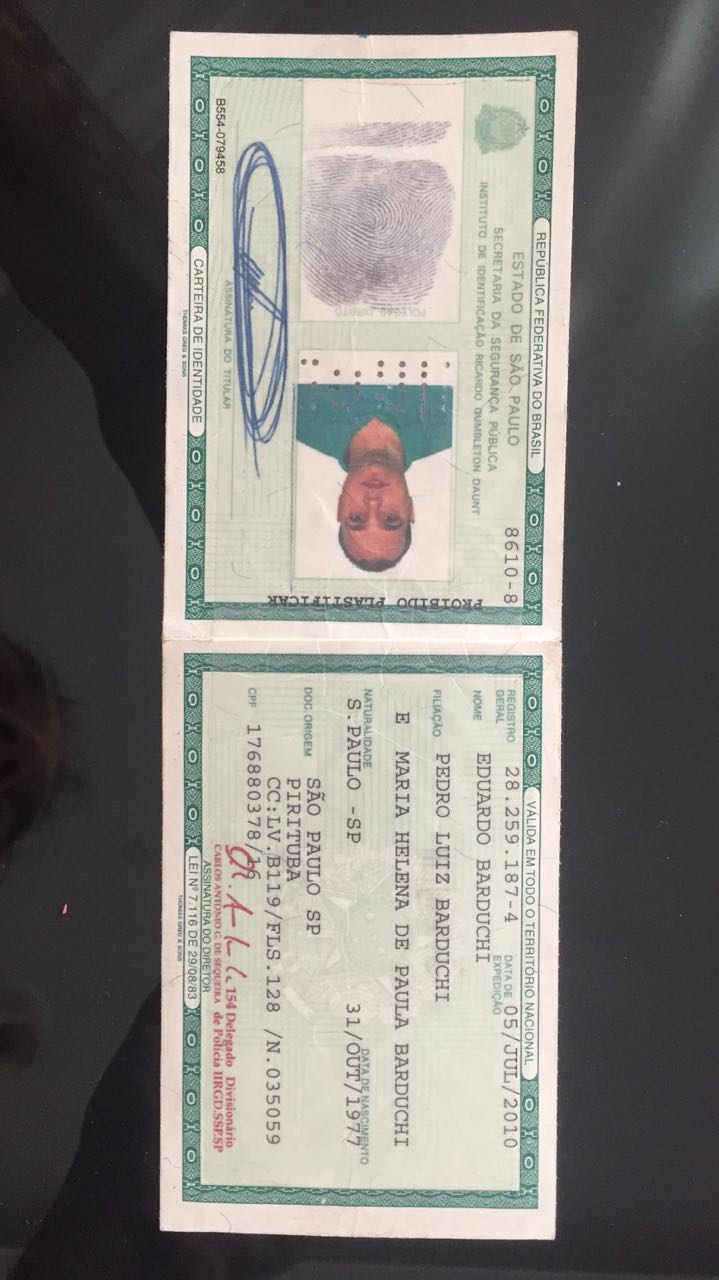 REPÚBLICA FEDERATIVA DO BRASIL
ESTADO DE SÃO PAULO
8610-8
SECRETARIA DA SEGURANÇA PÚBLICA
INSTITUTO DE IDENTIFICAÇÃO RICARDO GUMBLETON DAUNT
POLEGAR DIREITO
PROIBIDO PLASTIFICAR
ASSINATURA DO TITULAR
B554-079458
CARTEIRA DE IDENTIDADE
THOMAS GREG & SONS
VÁLIDA EM TODO O TERRITÓRIO NACIONAL
REGISTRO GERAL 28.259.187-4 DATA DE EXPEDIÇÃO 05/JUL/2010
NOME EDUARDO BARDUCHI
FILIAÇÃO PEDRO LUIZ BARDUCHI
E MARIA HELENA DE PAULA BARDUCHI
NATURALIDADE DATA DE NASCIMENTO
S.PAULO -SP 31/OUT/1977
DOC. ORIGEM SÃO PAULO SP
PIRITUBA
CC:LV.B119/FLS.128 /N.035059
CPF 176880378/16
154 Delegado Divisionário
CARLOS ANTONIO G. DE SEQUEIRA de Polícia IIRGD.SSP.SP
ASSINATURA DO DIRETOR
LEI Nº 7.116 DE 29/08/83
THOMAS GREG & SONS